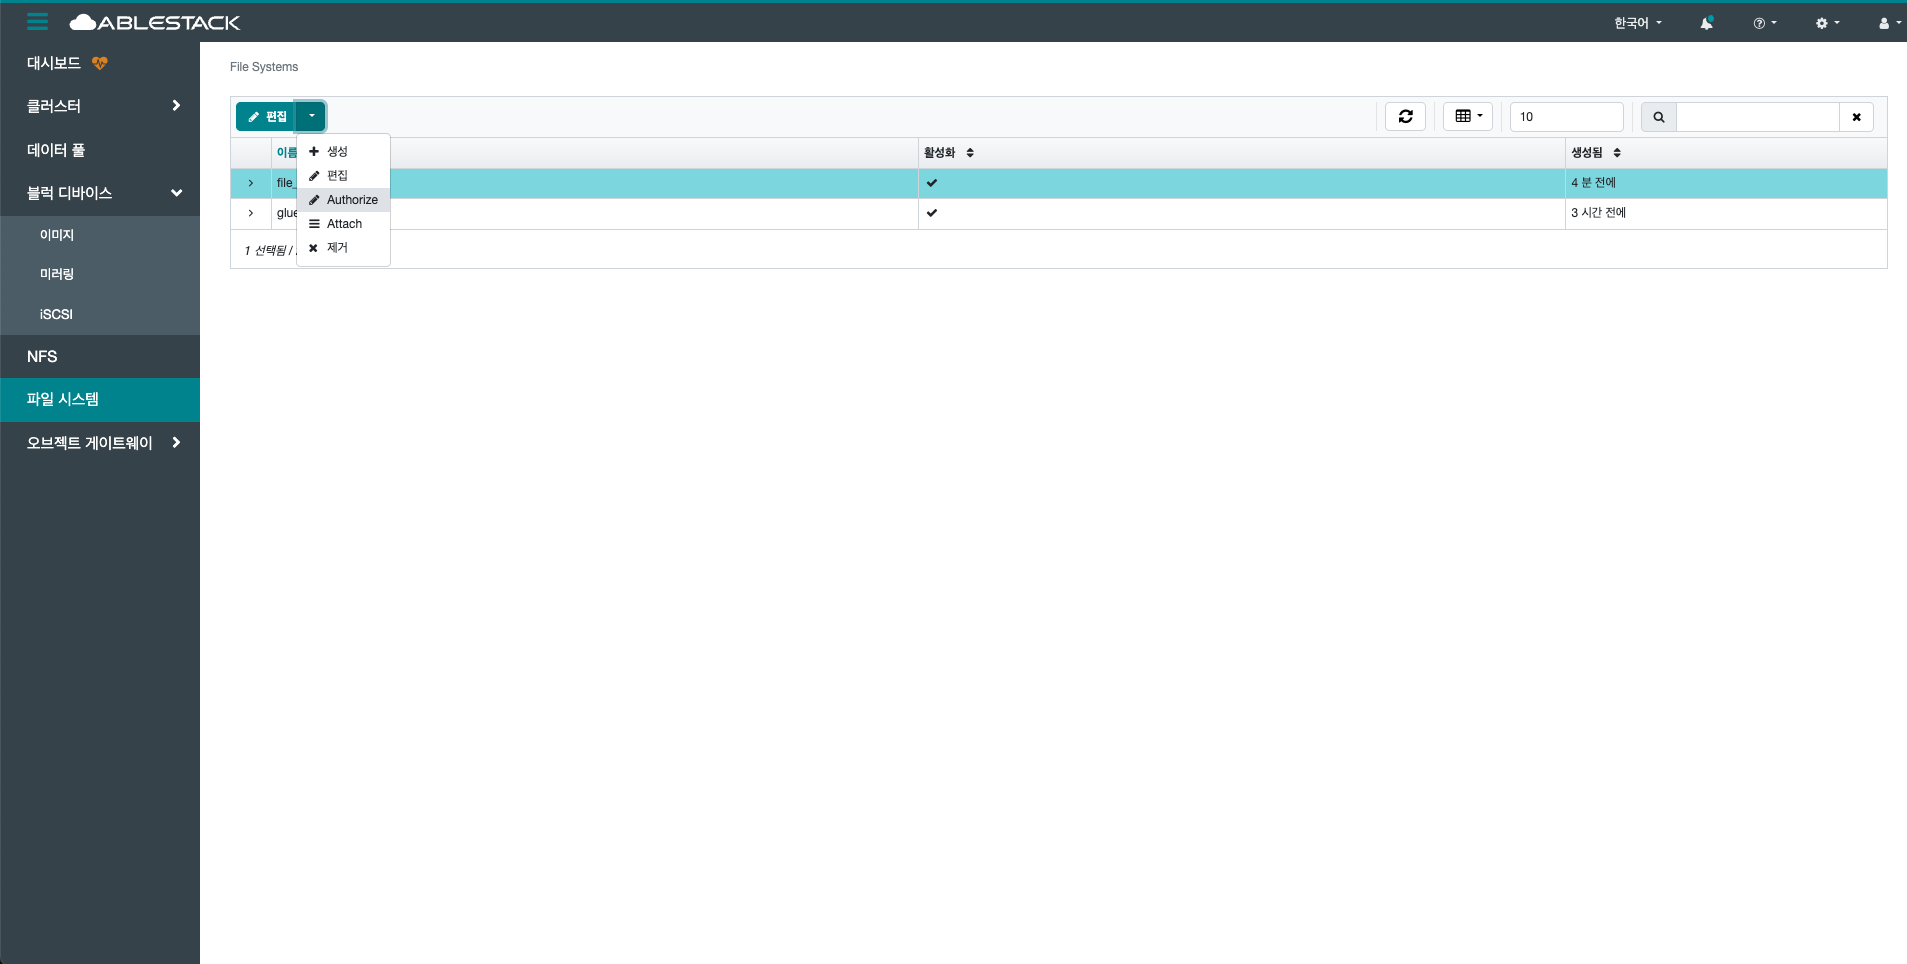 ABLESTACK
한국어
대시보드
클러스터
데이터 풀
블럭 디바이스
이미지
미러링
iSCSI
NFS
파일 시스템
오브젝트 게이트웨이
File Systems
편집
10
생성
편집
Authorize
Attach
제거
이름
활성화
생성됨
file_
4 분 전에
glue
3 시간 전에
1 선택됨 /